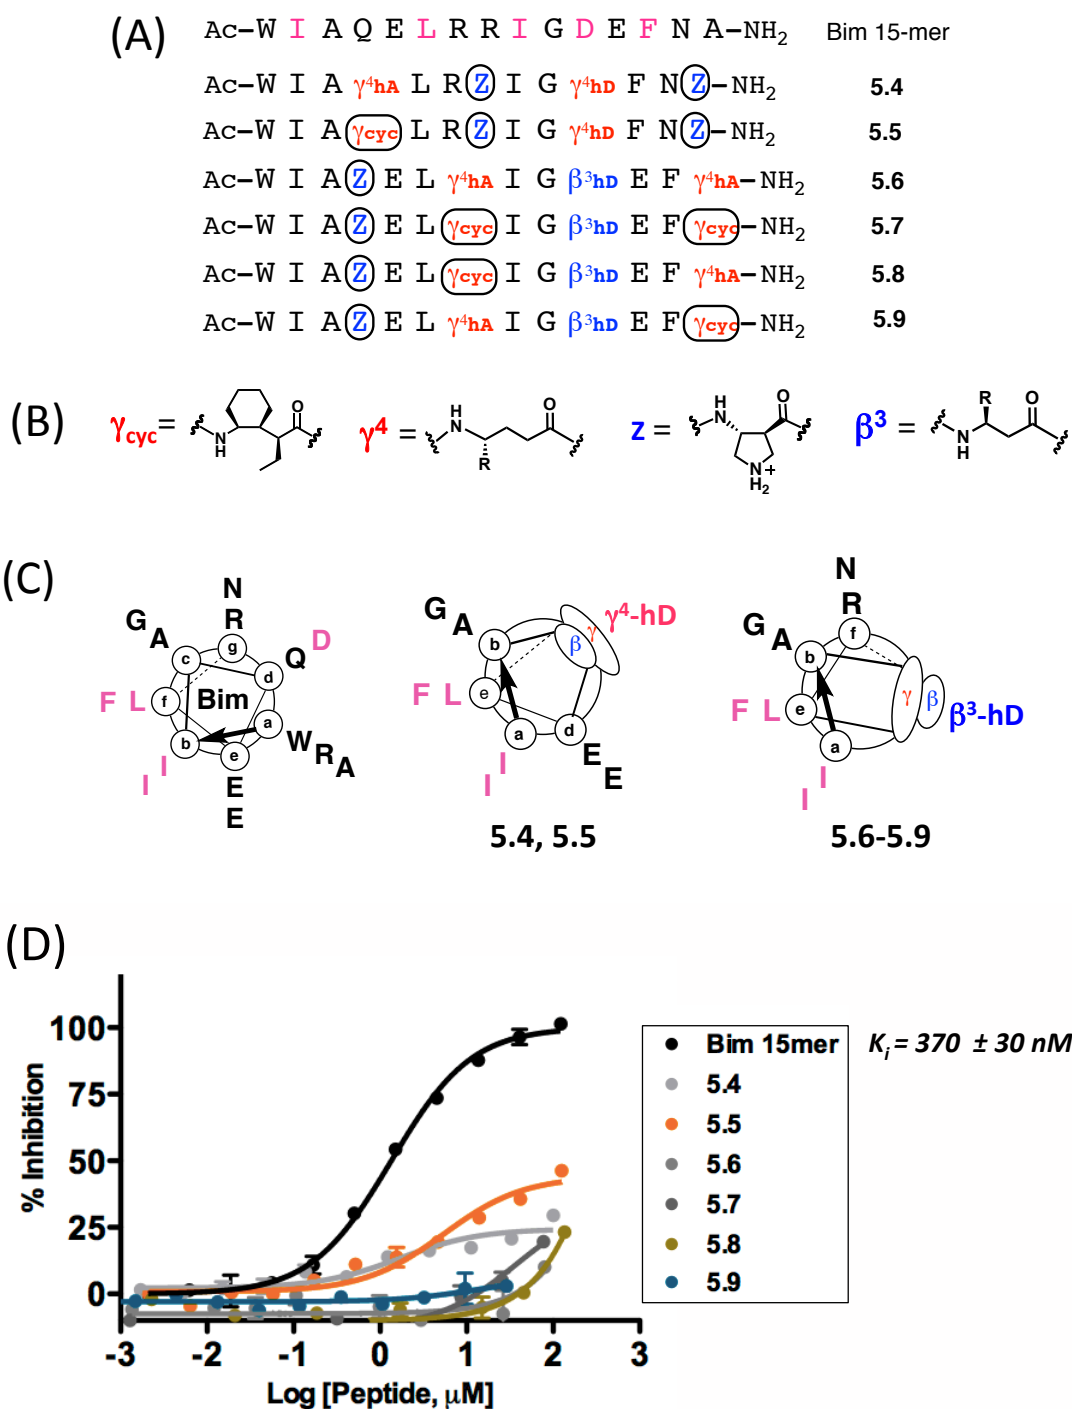 (A)
Ac–W I A Q E L R R I G D E F N A–NH₂ Bim 15-mer
Ac–W I A γ⁴hA L R Z I G γ⁴hD F N Z–NH₂ 5.4
Ac–W I A γcyc L R Z I G γ⁴hD F N Z–NH₂ 5.5
Ac–W I A Z E L γ⁴hA I G β³hD E F γ⁴hA–NH₂ 5.6
Ac–W I A Z E L γcyc I G β³hD E F γcyc–NH₂ 5.7
Ac–W I A Z E L γcyc I G β³hD E F γ⁴hA–NH₂ 5.8
Ac–W I A Z E L γ⁴hA I G β³hD E F γcyc–NH₂ 5.9
(B)
γcyc= N H O
γ⁴ = H N R O
Z = H N O N H₂ +
β³ = N H R O
(C)
N
R
G A g Q D
c d
F L f Bim a
b e W R A
I I
E
E
G A b β γ γ⁴-hD
F L e
a d
I I E E
5.4, 5.5
N
R
f
G A b
F L e γ β β³-hD
a
I
I
5.6-5.9
(D)
% Inhibition
100
75
50
25
0
-3 -2 -1 0 1 2 3
Log [Peptide, μM]
Bim 15mer Kᵢ = 370 ± 30 nM
5.4
5.5
5.6
5.7
5.8
5.9